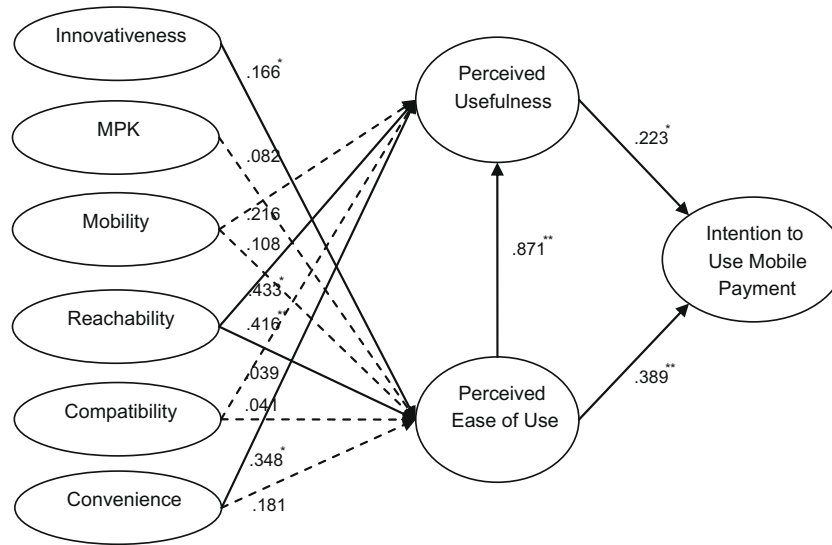 Innovativeness
MPK
Mobility
Reachability
Compatibility
Convenience
.166*
.082
.216
.108
.433*
.416**
.039
.041
.348*
.181
Perceived
Usefulness
.871**
Perceived
Ease of Use
.223*
.389**
Intention to
Use Mobile
Payment